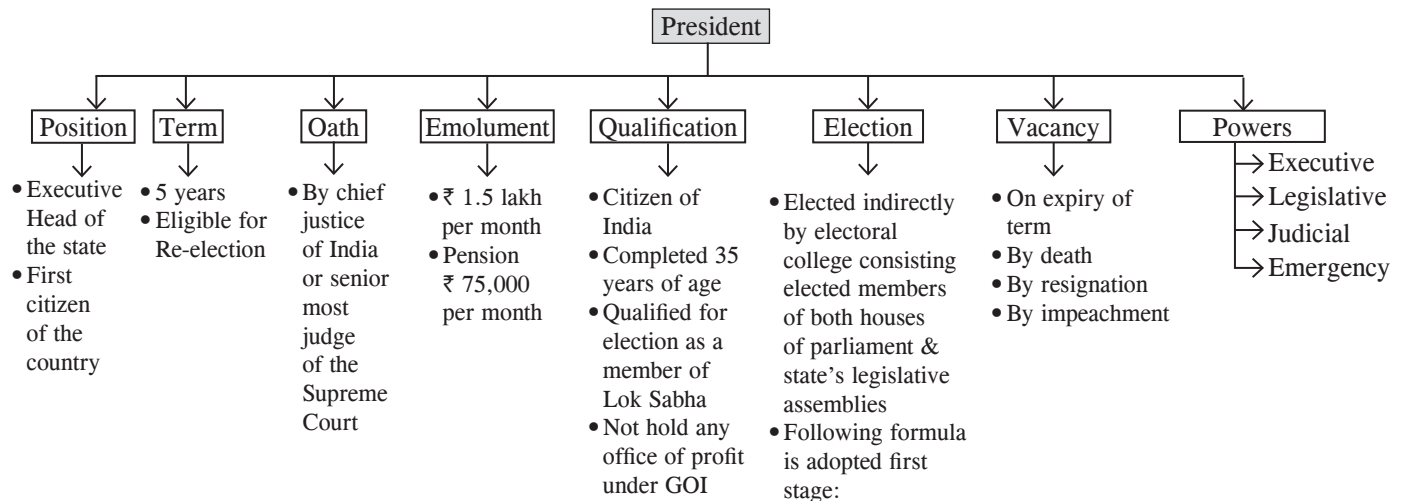 President
Position
• Executive
Head of
the state
• First
citizen
of the
country
Term
• 5 years
• Eligible for
Re-election
Oath
• By chief
justice
of India
or senior
most
judge
of the
Supreme
Court
Emolument
• ₹ 1.5 lakh
per month
• Pension
₹ 75,000
per month
Qualification
• Citizen of
India
• Completed 35
years of age
• Qualified for
election as a
member of
Lok Sabha
• Not hold any
office of profit
under GOI
Election
• Elected indirectly
by electoral
college consisting
elected members
of both houses
of parliament &
state’s legislative
assemblies
• Following formula
is adopted first
stage:
Vacancy
• On expiry of
term
• By death
• By resignation
• By impeachment
Powers
Executive
Legislative
Judicial
Emergency